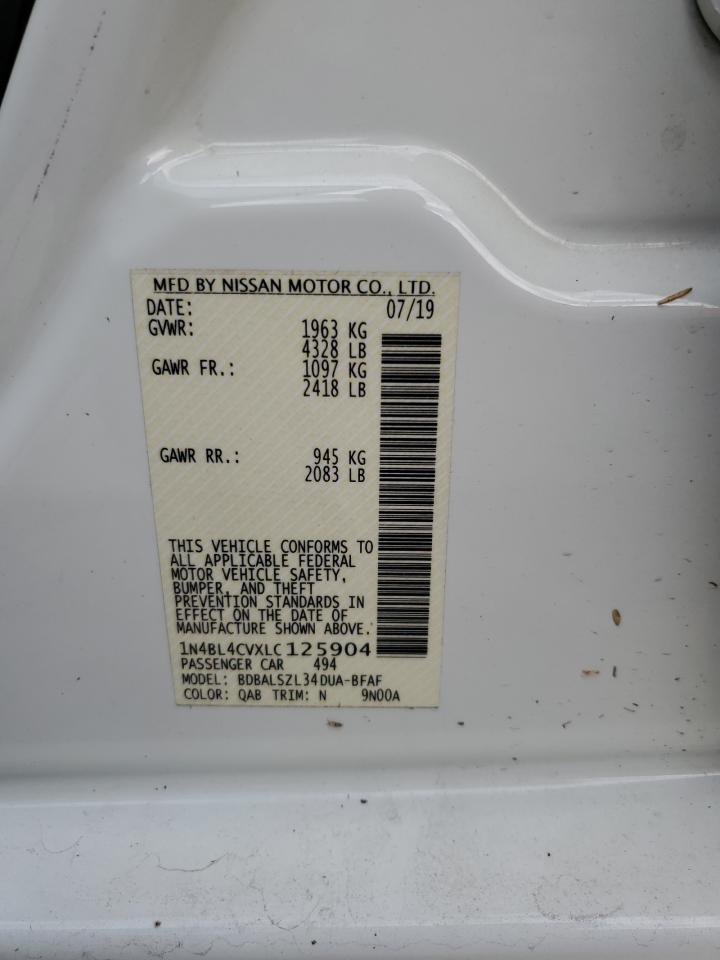 MFD BY NISSAN MOTOR CO., LTD.
DATE: 07/19
GVWR: 1963 KG
4328 LB
GAWR FR.: 1097 KG
2418 LB
GAWR RR.: 945 KG
2083 LB
THIS VEHICLE CONFORMS TO
ALL APPLICABLE FEDERAL
MOTOR VEHICLE SAFETY,
BUMPER, AND THEFT
PREVENTION STANDARDS IN
EFFECT ON THE DATE OF
MANUFACTURE SHOWN ABOVE.
1N4BL4CVXLC125904
PASSENGER CAR 494
MODEL: BDBALSZL34DUA-BFAF
COLOR: QAB TRIM: N 9N00A